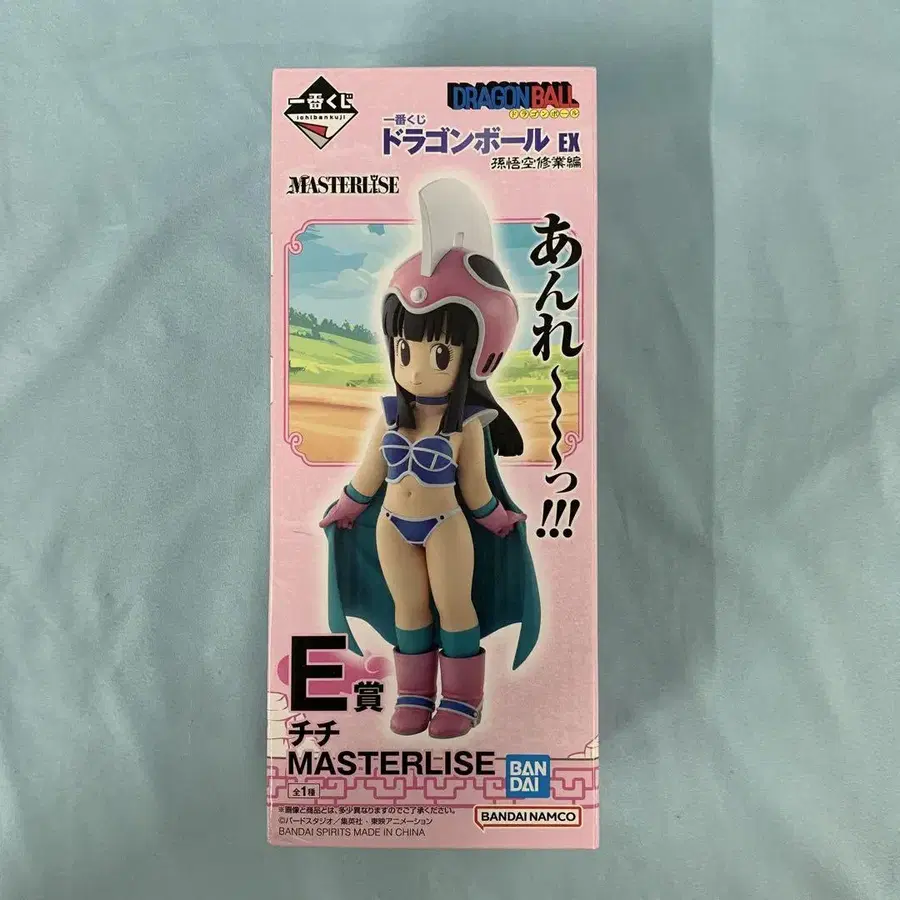 一番くじ
ichibankuji
DRAGONBALL
ドラゴンボール
一番くじ
ドラゴンボール EX
孫悟空修業編
MASTERLISE
あんれ〜〜〜っ!!!
E賞
チチ
MASTERLISE
全1種
BAN
DAI
※画像と商品とは、多少異なりますのでご了承ください。
©バードスタジオ/集英社・東映アニメーション
BANDAI SPIRITS MADE IN CHINA
BANDAI NAMCO